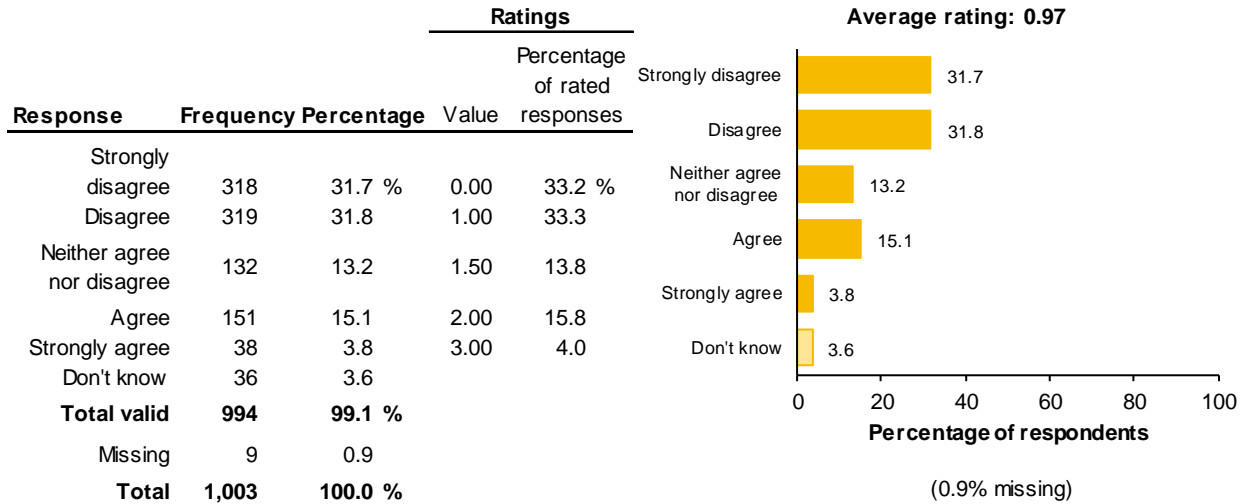 Ratings
Response Frequency Percentage Value Percentage of rated responses
Strongly disagree 318 31.7 % 0.00 33.2 %
Disagree 319 31.8 1.00 33.3
Neither agree nor disagree 132 13.2 1.50 13.8
Agree 151 15.1 2.00 15.8
Strongly agree 38 3.8 3.00 4.0
Don't know 36 3.6
Total valid 994 99.1 %
Missing 9 0.9
Total 1,003 100.0 %
Average rating: 0.97
Strongly disagree 31.7
Disagree 31.8
Neither agree
nor disagree 13.2
Agree 15.1
Strongly agree 3.8
Don't know 3.6
0 20 40 60 80 100
Percentage of respondents
(0.9% missing)